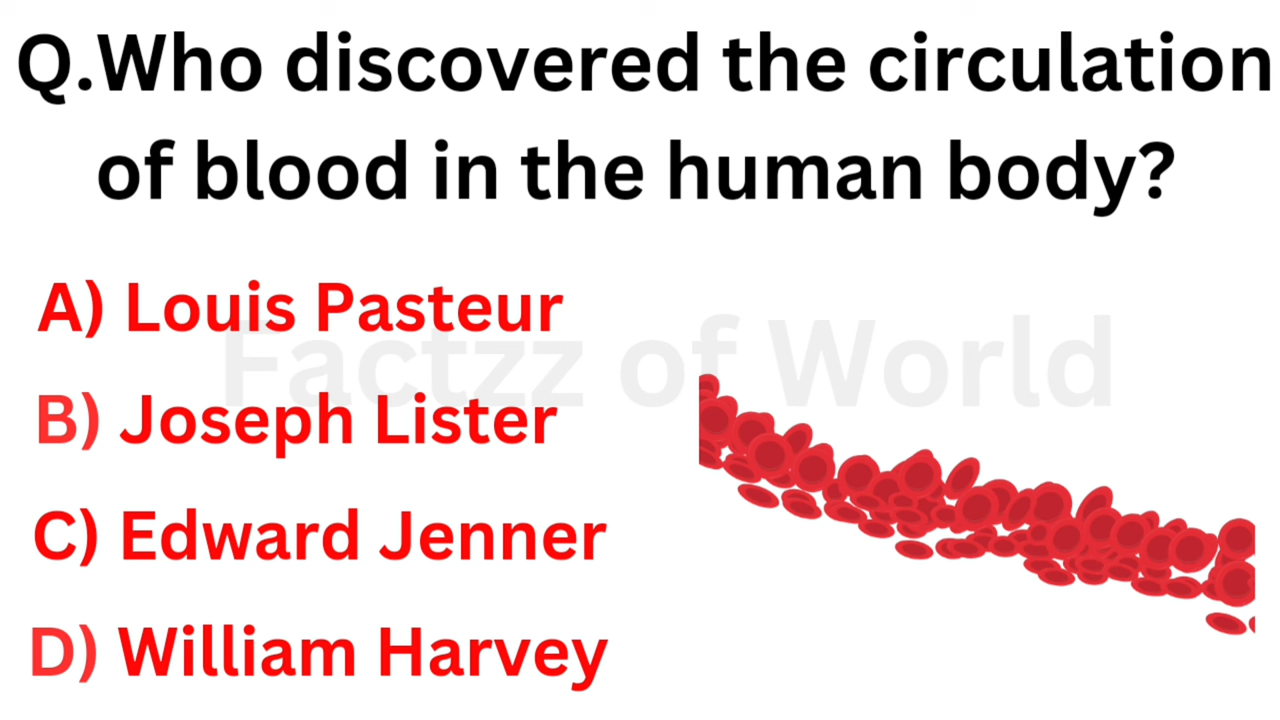 Q.Who discovered the circulation
of blood in the human body?
A) Louis Pasteur
Factzz of World
B) Joseph Lister
C) Edward Jenner
D) William Harvey